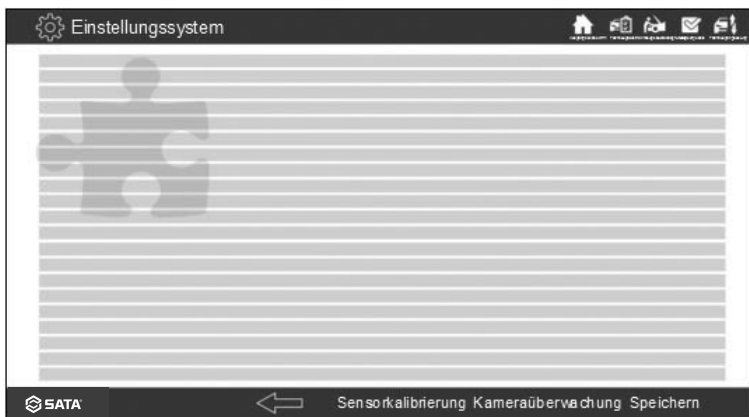 Einstellungssystem
SATA
Sensorkalibrierung Kameraüberwachung Speichern